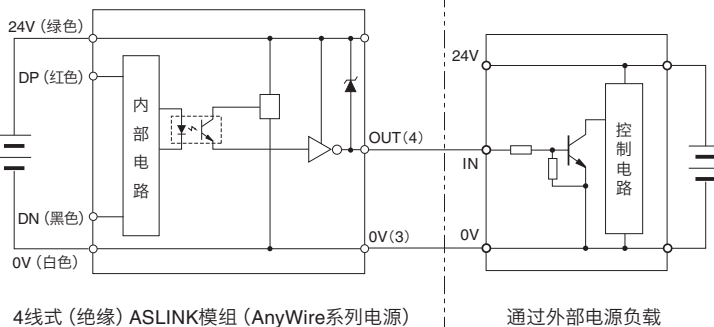 24V (绿色)
DP (红色)
内部电路
DN (黑色)
0V (白色)
OUT(4)
0V(3)
24V
IN
0V
控制电路
4线式 (绝缘) ASLINK模组 (AnyWire系列电源)
通过外部电源负载